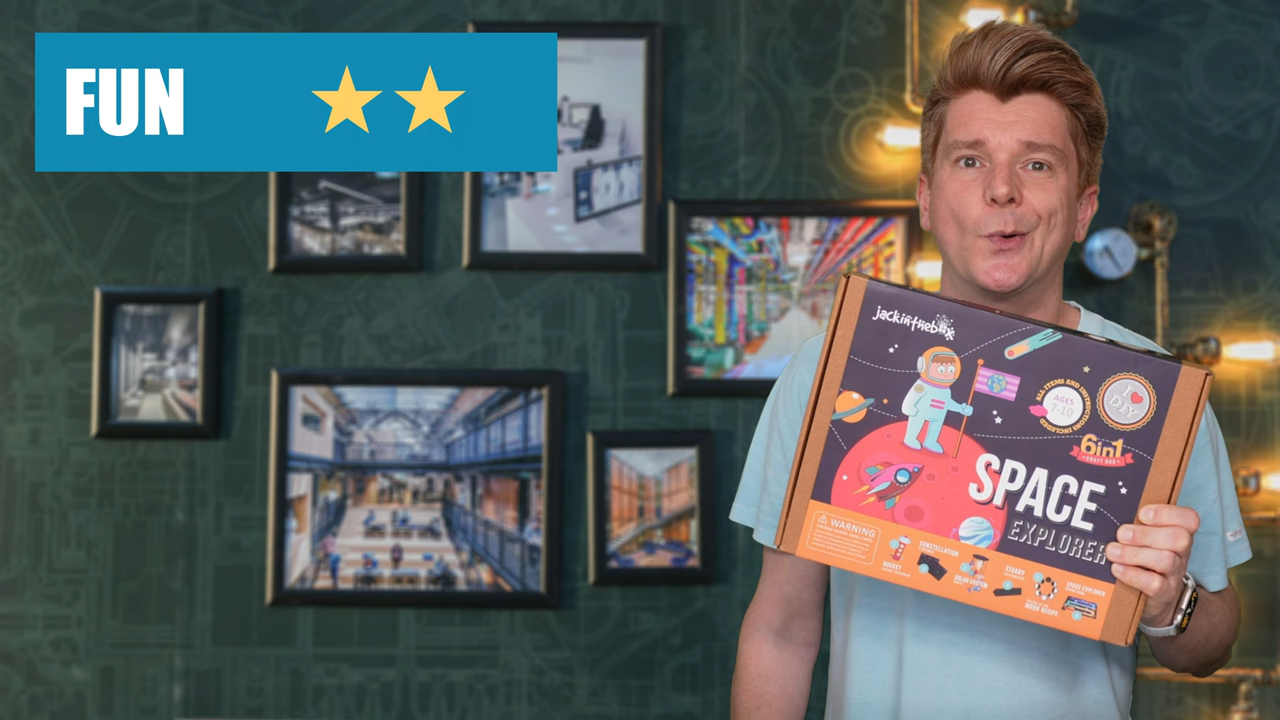 FUN
jackinthebox
ALL ITEMS AND INSTRUCTIONS INCLUDED
AGES
7-10
I
DIY
6in1
CRAFT BOX
SPACE
EXPLORER
WARNING
ROCKET
CONSTELLATION
SOLAR SYSTEM
STARRY
MOON RECIPE
SPACE EXPLORER